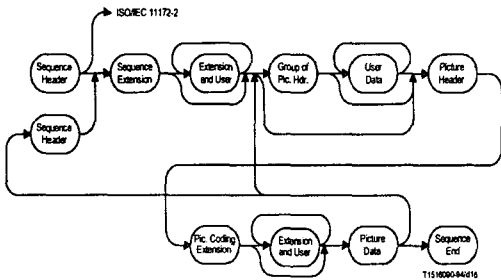 ISO/IEC 11172-2
Sequence
Header
Sequence
Extension
Extension
and User
Group of
Pic. Hdr.
User
Data
Picture
Header
Sequence
Header
Pic. Coding
Extension
Extension
and User
Picture
Data
Sequence
End
T1516090-94/d16